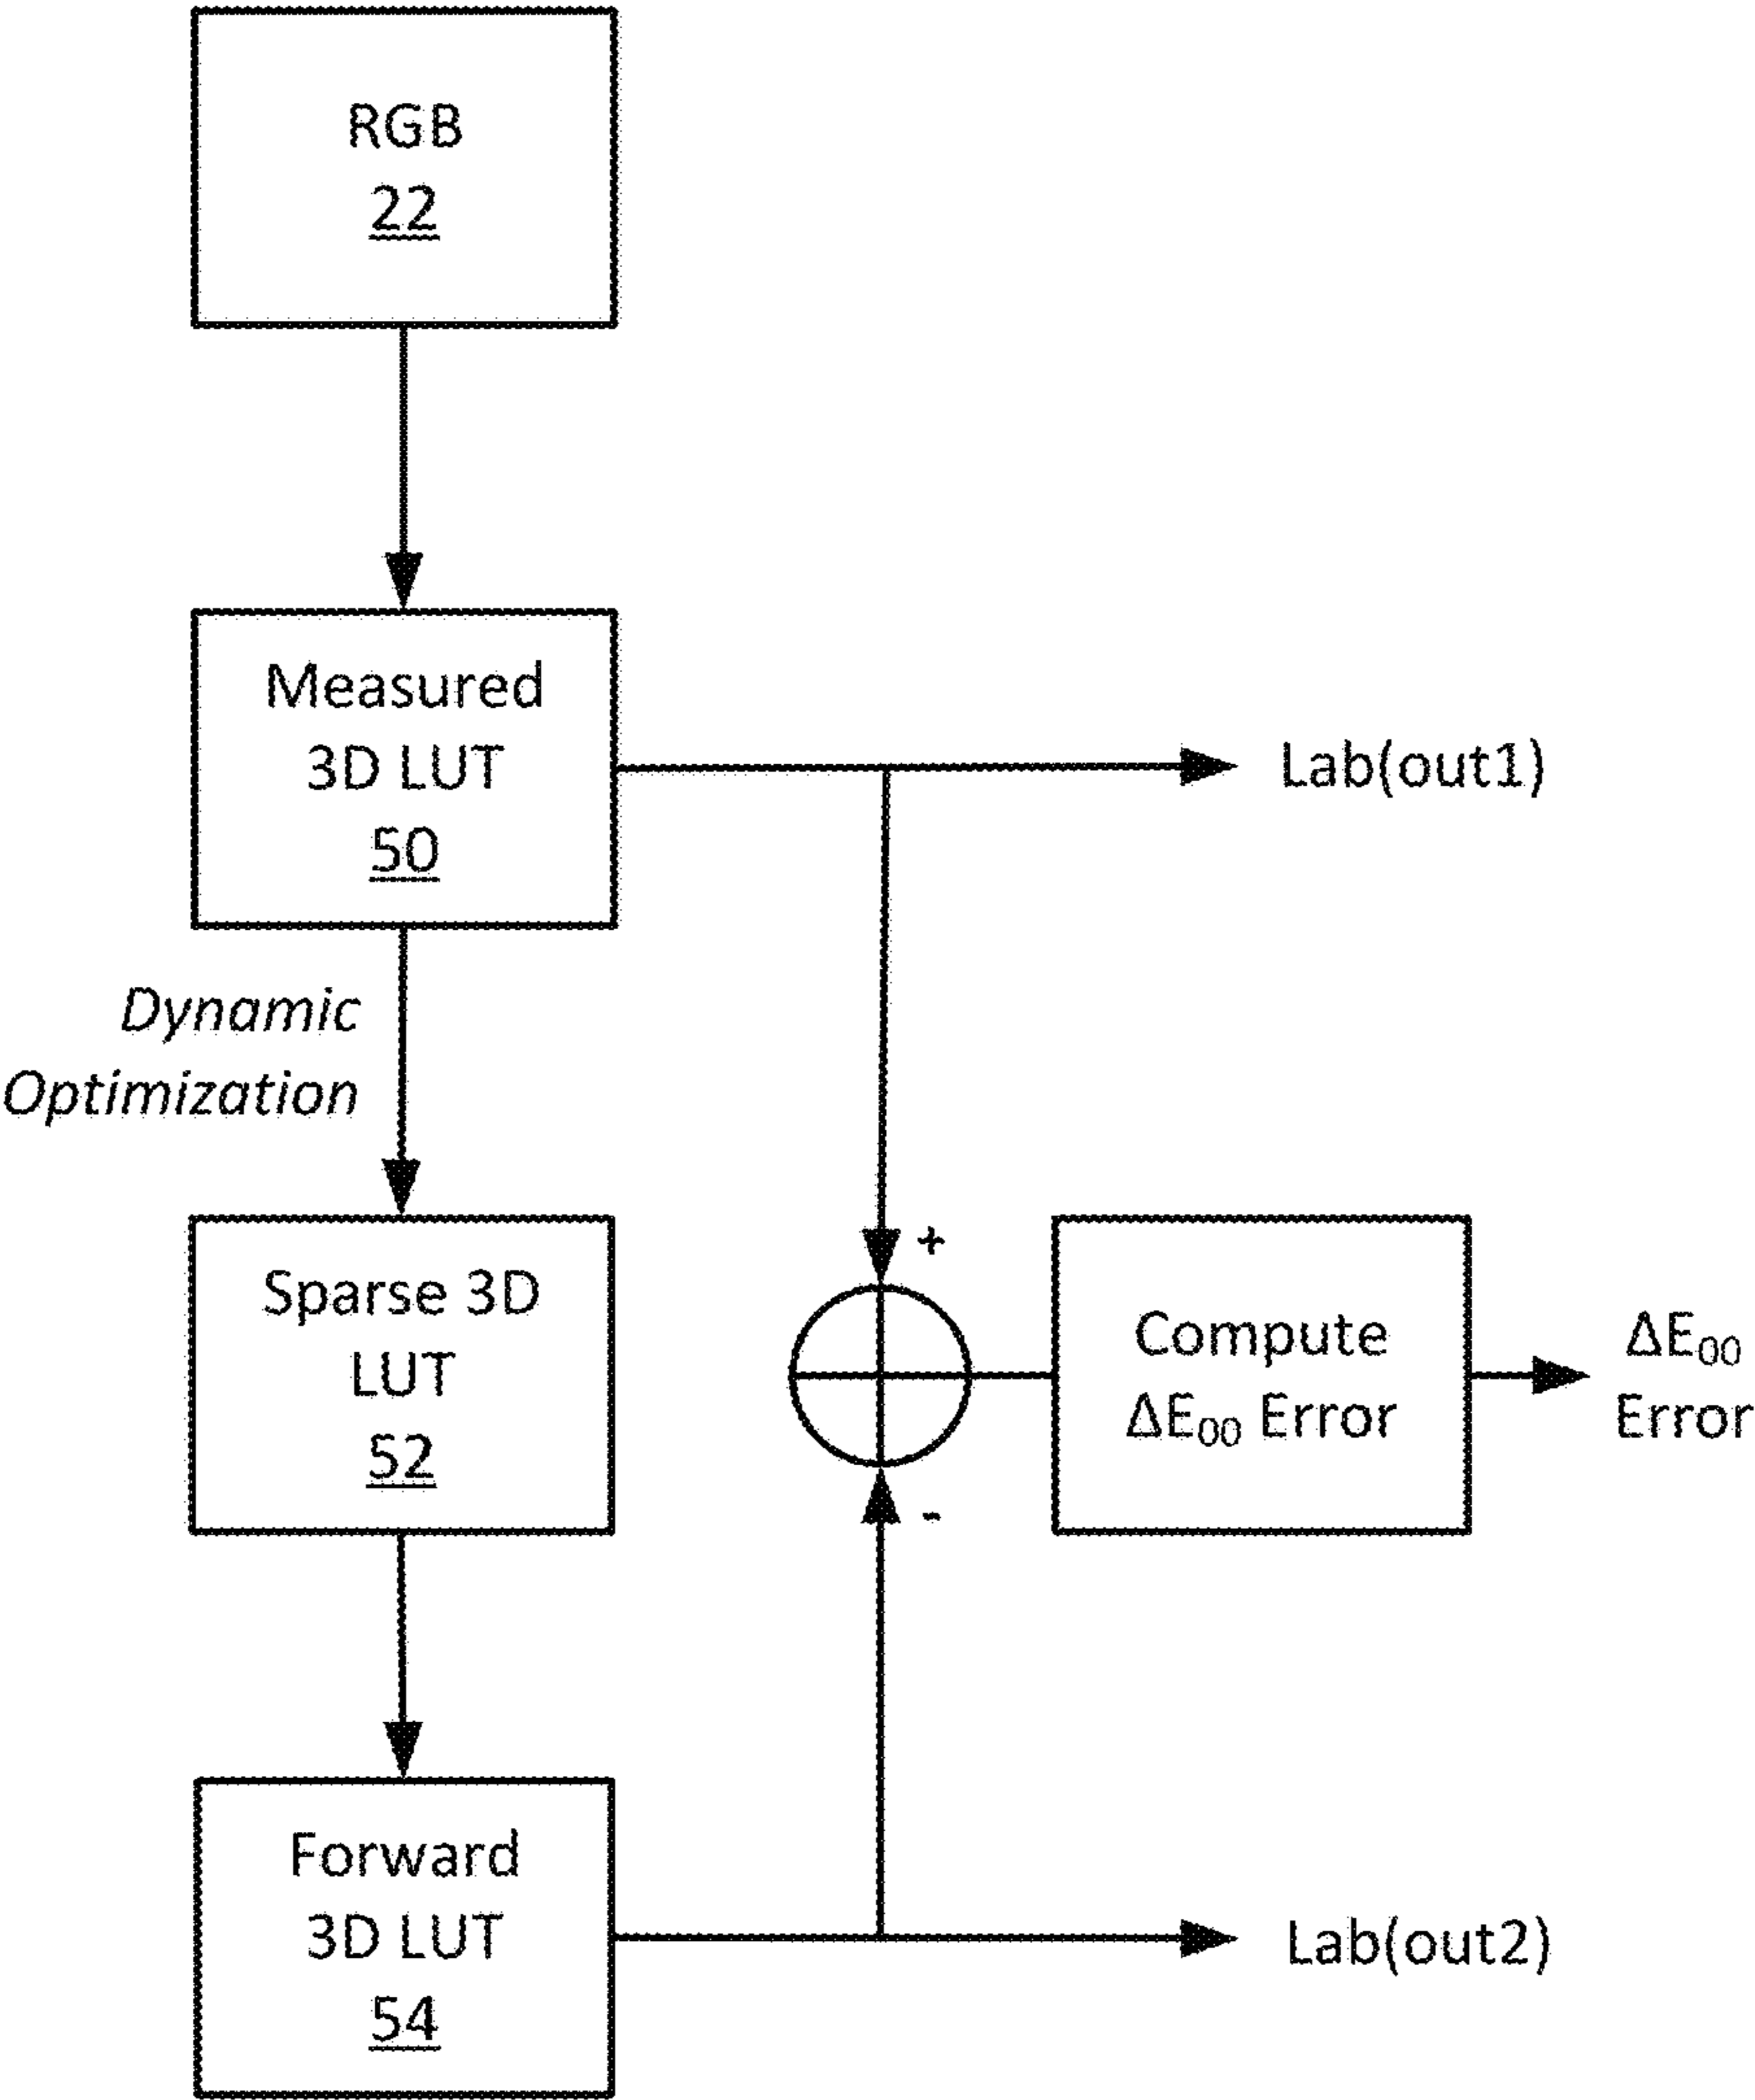 RGB
22
Measured
3D LUT
50
Lab(out1)
Dynamic
Optimization
Sparse 3D
LUT
52
+
-
Compute
ΔE₀₀ Error
ΔE₀₀
Error
Forward
3D LUT
54
Lab(out2)